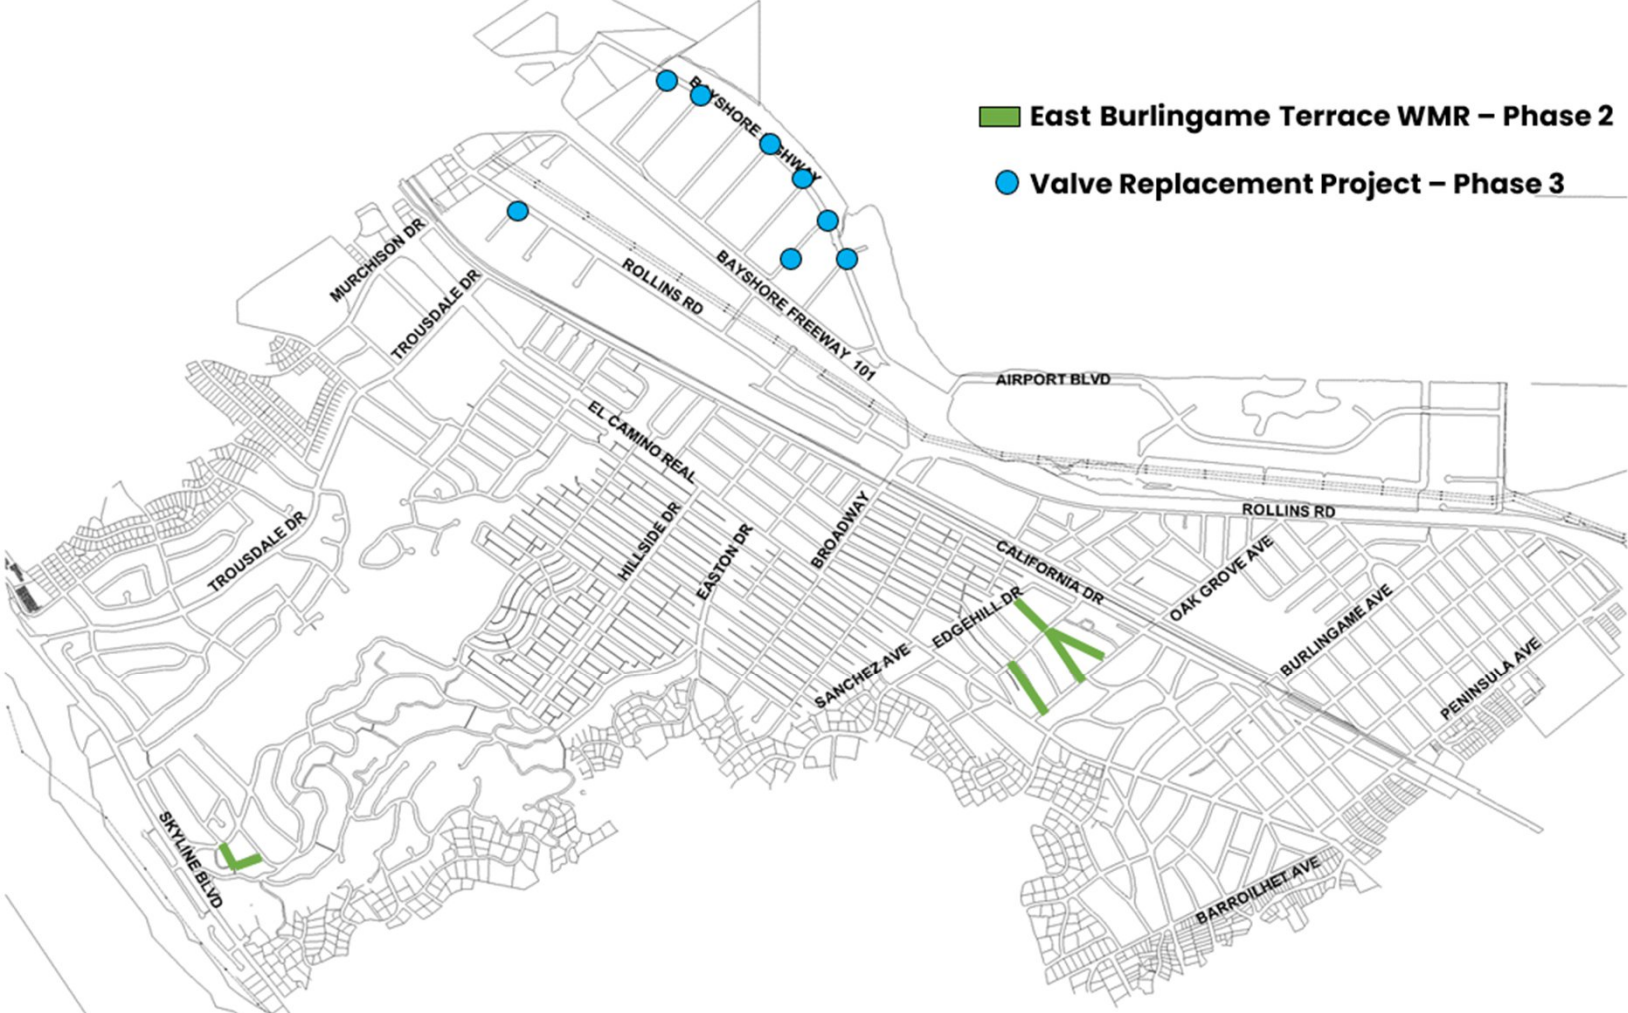 East Burlingame Terrace WMR – Phase 2
Valve Replacement Project – Phase 3
BAYSHORE HIGHWAY
MURCHISON DR
TROUSDALE DR
ROLLINS RD
BAYSHORE FREEWAY 101
AIRPORT BLVD
EL CAMINO REAL
HILLSIDE DR
EASTON DR
BROADWAY
ROLLINS RD
TROUSDALE DR
CALIFORNIA DR
OAK GROVE AVE
EDGEHILL DR
SANCHEZ AVE
BURLINGAME AVE
PENINSULA AVE
SKYLINE BLVD
BARROILHET AVE